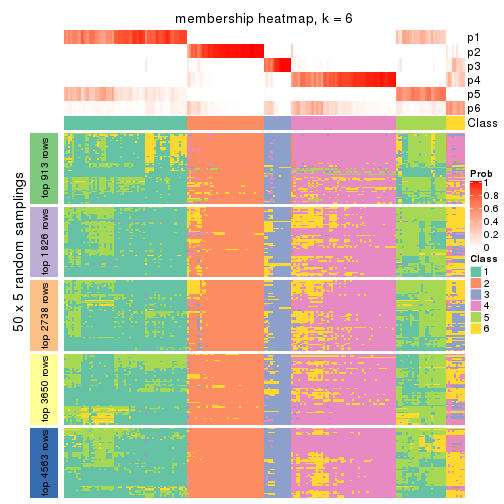 membership heatmap, k = 6
p1
p2
p3
p4
p5
p6
Class
50 x 5 random samplings
top 913 rows
top 1826 rows
top 2738 rows
top 3650 rows
top 4563 rows
Prob
1
0.8
0.6
0.4
0.2
0
Class
1
2
3
4
5
6